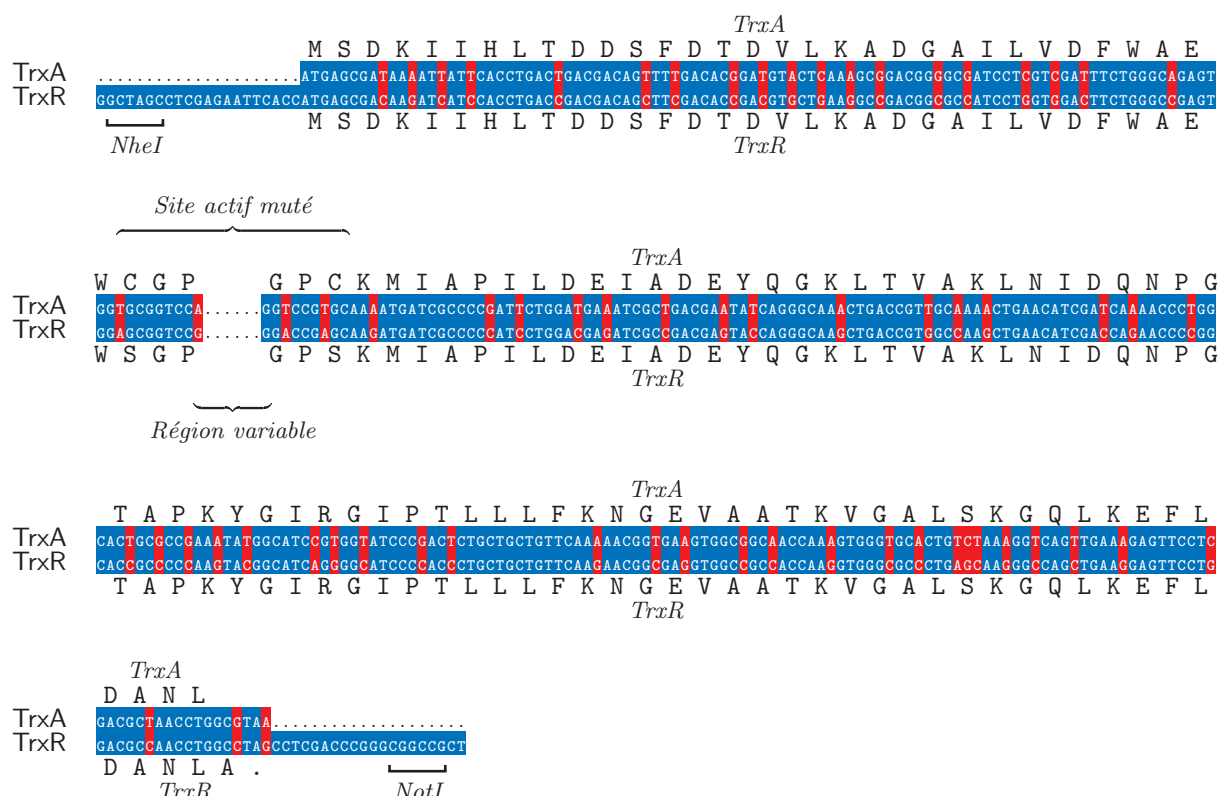 TrxA
M S D K I I H L T D D S F D T D V L K A D G A I L V D F W A E
TrxA .....................ATGAGCGATAAAATTATTCACCTGACTGACGACAGTTTTGACACGGATGTACTCAAAGCGGACGGGGCGATCCTCGTCGATTTCTGGGCAGAGT
TrxR GGCTAGCCTCGAGAATTCACCATGAGCGACAAGATCATCCACCTGACCGACGACAGCTTCGACACCGACGTGCTGAAGGCCGACGGCGCCATCCTGGTGGACTTCTGGGCCGAGT
M S D K I I H L T D D S F D T D V L K A D G A I L V D F W A E
NheI TrxR
Site actif muté
TrxA
W C G P G P C K M I A P I L D E I A D E Y Q G K L T V A K L N I D Q N P G
TrxA GGTGCGGTCCA......GGTCCGTGCAAAATGATCGCCCCGATTCTGGATGAAATCGCTGACGAATATCAGGGCAAACTGACCGTTGCAAAACTGAACATCGATCAAAACCCTGG
TrxR GGAGCGGTCCG......GGACCGAGCAAGATGATCGCCCCCATCCTGGACGAGATCGCCGACGAGTACCAGGGCAAGCTGACCGTGGCCAAGCTGAACATCGACCAGAACCCCGG
W S G P G P S K M I A P I L D E I A D E Y Q G K L T V A K L N I D Q N P G
TrxR
Région variable
TrxA
T A P K Y G I R G I P T L L L F K N G E V A A T K V G A L S K G Q L K E F L
TrxA CACTGCGCCGAAATATGGCATCCGTGGTATCCCGACTCTGCTGCTGTTCAAAAACGGTGAAGTGGCGGCAACCAAAGTGGGTGCACTGTCTAAAGGTCAGTTGAAAGAGTTCCTC
TrxR CACCGCCCCCAAGTACGGCATCAGGGGCATCCCCACCCTGCTGCTGTTCAAGAACGGCGAGGTGGCCGCCACCAAGGTGGGCGCCCTGAGCAAGGGCCAGCTGAAGGAGTTCCTG
T A P K Y G I R G I P T L L L F K N G E V A A T K V G A L S K G Q L K E F L
TrxR
TrxA
D A N L
TrxA GACGCTAACCTGGCGTAA....................
TrxR GACGCCAACCTGGCCTAGCCTCGACCCGGGCGGCCGCT
D A N L A .
TrxR NotI